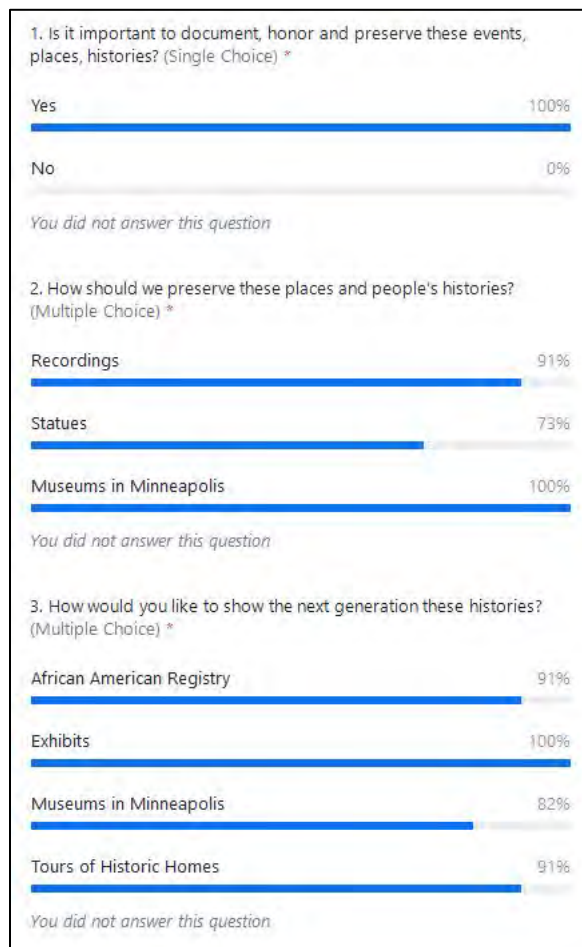 1. Is it important to document, honor and preserve these events,
places, histories? (Single Choice) *
Yes 100%
No 0%
You did not answer this question
2. How should we preserve these places and people's histories?
(Multiple Choice) *
Recordings 91%
Statues 73%
Museums in Minneapolis 100%
You did not answer this question
3. How would you like to show the next generation these histories?
(Multiple Choice) *
African American Registry 91%
Exhibits 100%
Museums in Minneapolis 82%
Tours of Historic Homes 91%
You did not answer this question